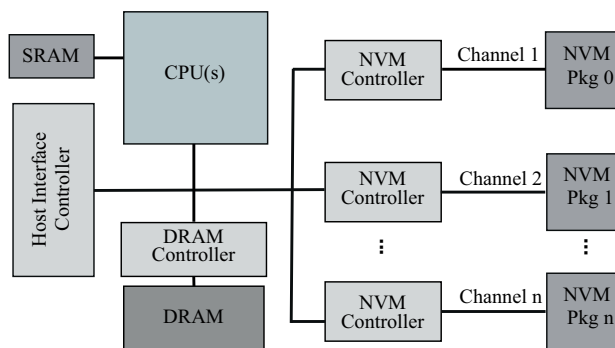 SRAM
CPU(s)
Host Interface
Controller
DRAM
Controller
DRAM
NVM
Controller
Channel 1
NVM
Pkg 0
NVM
Controller
Channel 2
NVM
Pkg 1
...
...
NVM
Controller
Channel n
NVM
Pkg n